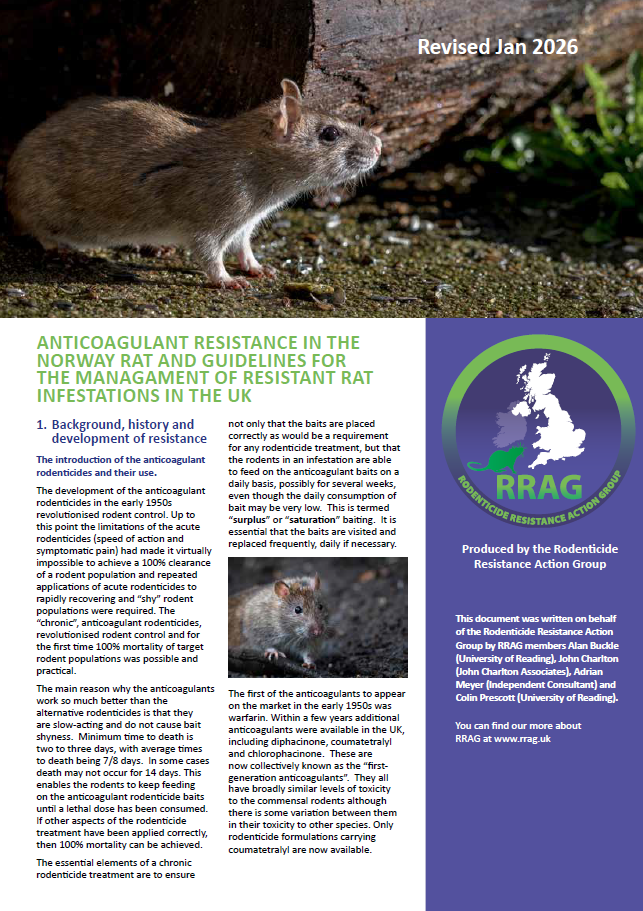 Revised Jan 2026
ANTICOAGULANT RESISTANCE IN THE
NORWAY RAT AND GUIDELINES FOR
THE MANAGAMENT OF RESISTANT RAT
INFESTATIONS IN THE UK
1. Background, history and
development of resistance
The introduction of the anticoagulant
rodenticides and their use.
The development of the anticoagulant
rodenticides in the early 1950s
revolutionised rodent control. Up to
this point the limitations of the acute
rodenticides (speed of action and
symptomatic pain) had made it virtually
impossible to achieve a 100% clearance
of a rodent population and repeated
applications of acute rodenticides to
rapidly recovering and “shy” rodent
populations were required. The
“chronic”, anticoagulant rodenticides,
revolutionised rodent control and for
the first time 100% mortality of target
rodent populations was possible and
practical.
The main reason why the anticoagulants
work so much better than the
alternative rodenticides is that they
are slow-acting and do not cause bait
shyness. Minimum time to death is
two to three days, with average times
to death being 7/8 days. In some cases
death may not occur for 14 days. This
enables the rodents to keep feeding
on the anticoagulant rodenticide baits
until a lethal dose has been consumed.
If other aspects of the rodenticide
treatment have been applied correctly,
then 100% mortality can be achieved.
The essential elements of a chronic
rodenticide treatment are to ensure
not only that the baits are placed
correctly as would be a requirement
for any rodenticide treatment, but that
the rodents in an infestation are able
to feed on the anticoagulant baits on a
daily basis, possibly for several weeks,
even though the daily consumption of
bait may be very low. This is termed
“surplus” or “saturation” baiting. It is
essential that the baits are visited and
replaced frequently, daily if necessary.
The first of the anticoagulants to appear
on the market in the early 1950s was
warfarin. Within a few years additional
anticoagulants were available in the UK,
including diphacinone, coumatetralyl
and chlorophacinone. These are
now collectively known as the “first-
generation anticoagulants”. They all
have broadly similar levels of toxicity
to the commensal rodents although
there is some variation between them
in their toxicity to other species. Only
rodenticide formulations carrying
coumatetralyl are now available.
RRAG
RODENTICIDE RESISTANCE ACTION GROUP
Produced by the Rodenticide
Resistance Action Group
This document was written on behalf
of the Rodenticide Resistance Action
Group by RRAG members Alan Buckle
(University of Reading), John Charlton
(John Charlton Associates), Adrian
Meyer (Independent Consultant) and
Colin Prescott (University of Reading).
You can find our more about
RRAG at www.rrag.uk